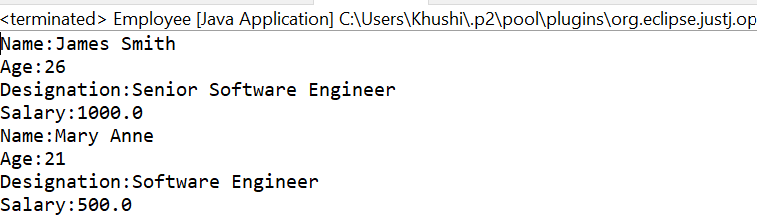 <terminated> Employee [Java Application] C:\Users\Khushi\.p2\pool\plugins\org.eclipse.justj.op
Name:James Smith
Age:26
Designation:Senior Software Engineer
Salary:1000.0
Name:Mary Anne
Age:21
Designation:Software Engineer
Salary:500.0